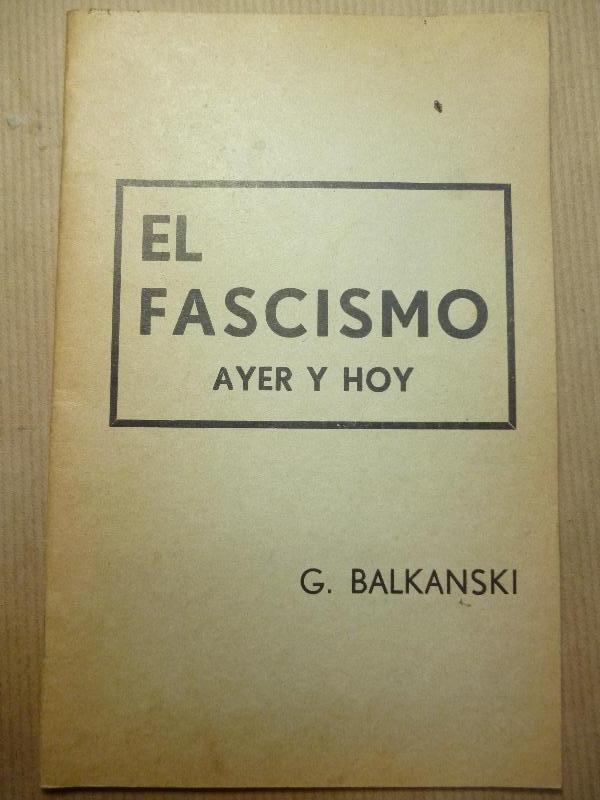 EL
FASCISMO
AYER Y HOY
G. BALKANSKI